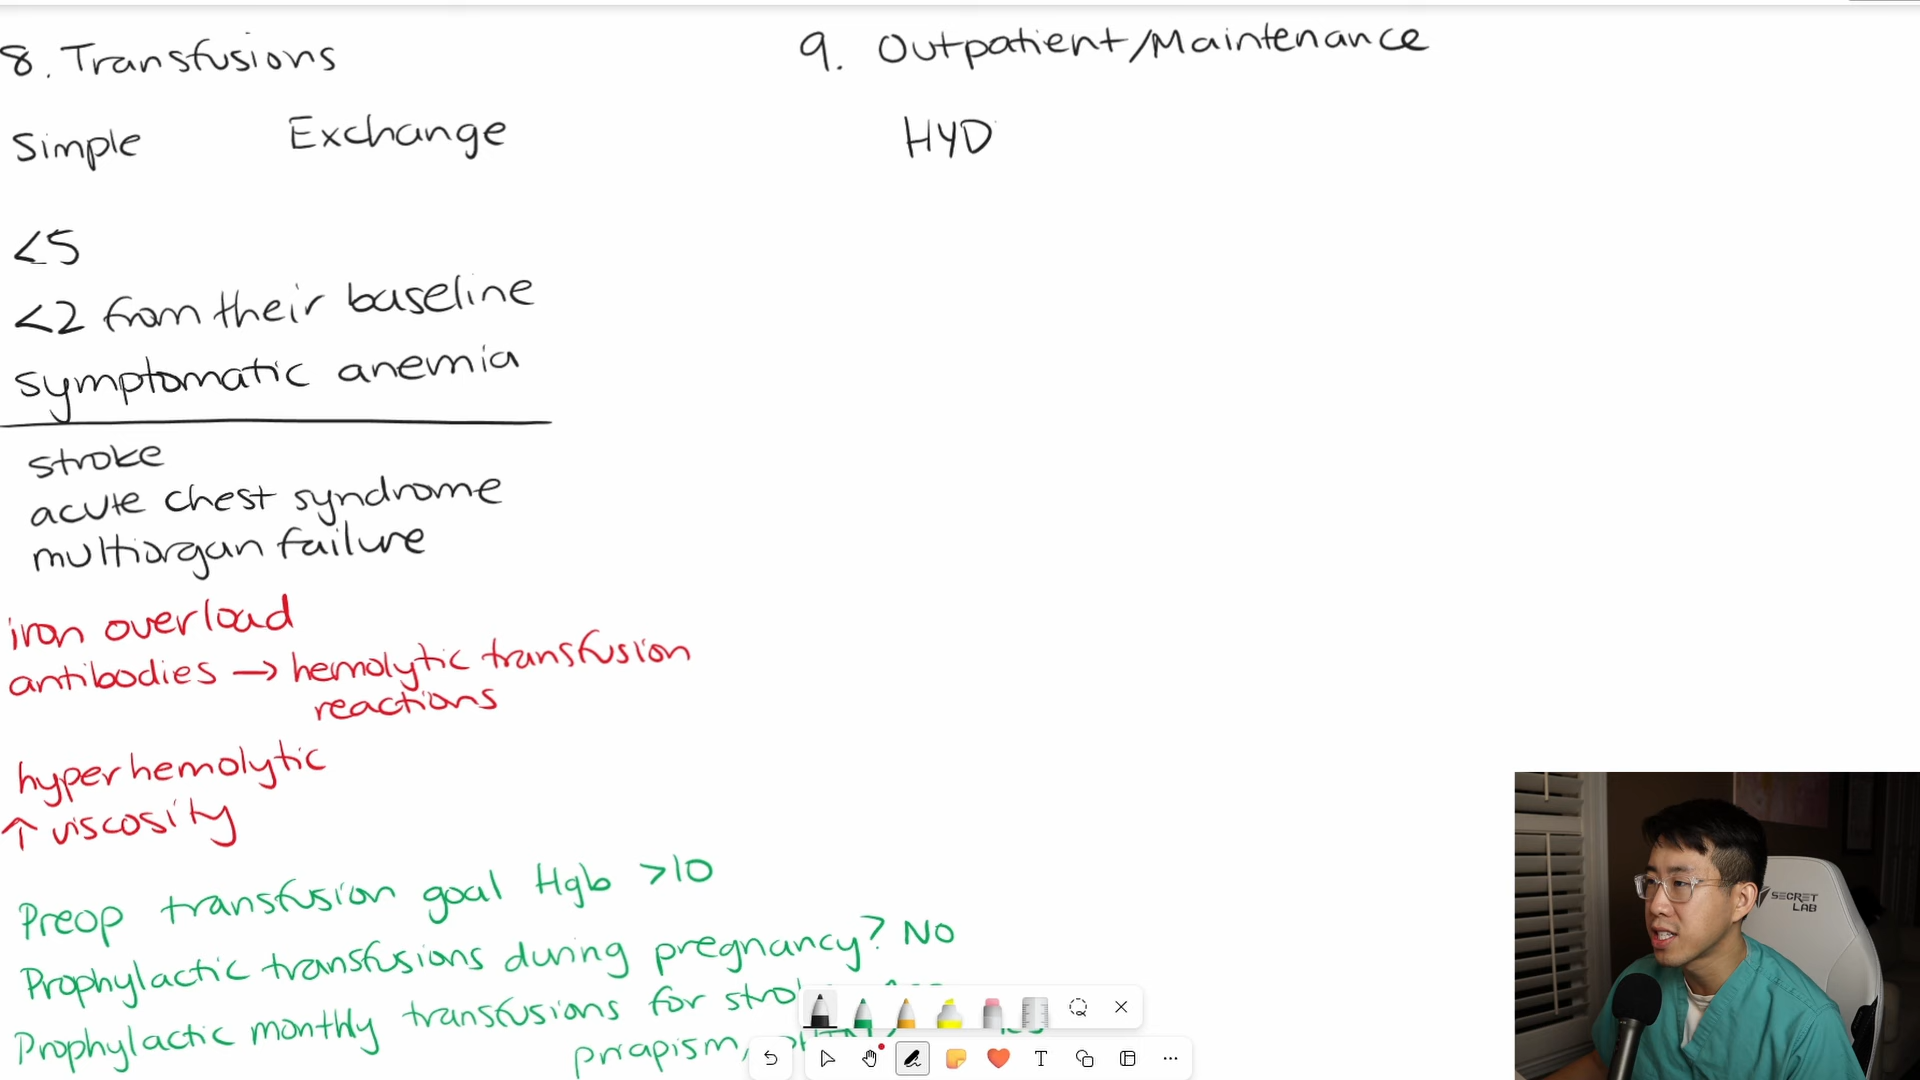 8. Transfusions
Simple Exchange
<5
<2 from their baseline
symptomatic anemia
stroke
acute chest syndrome
multiorgan failure
iron overload
antibodies → hemolytic transfusion
reactions
hyperhemolytic
↑ viscosity
Preop transfusion goal Hgb >10
Prophylactic transfusions during pregnancy? No
Prophylactic monthly transfusions for
priapism,
9. Outpatient/Maintenance
HYD
SECRET
LAB
T